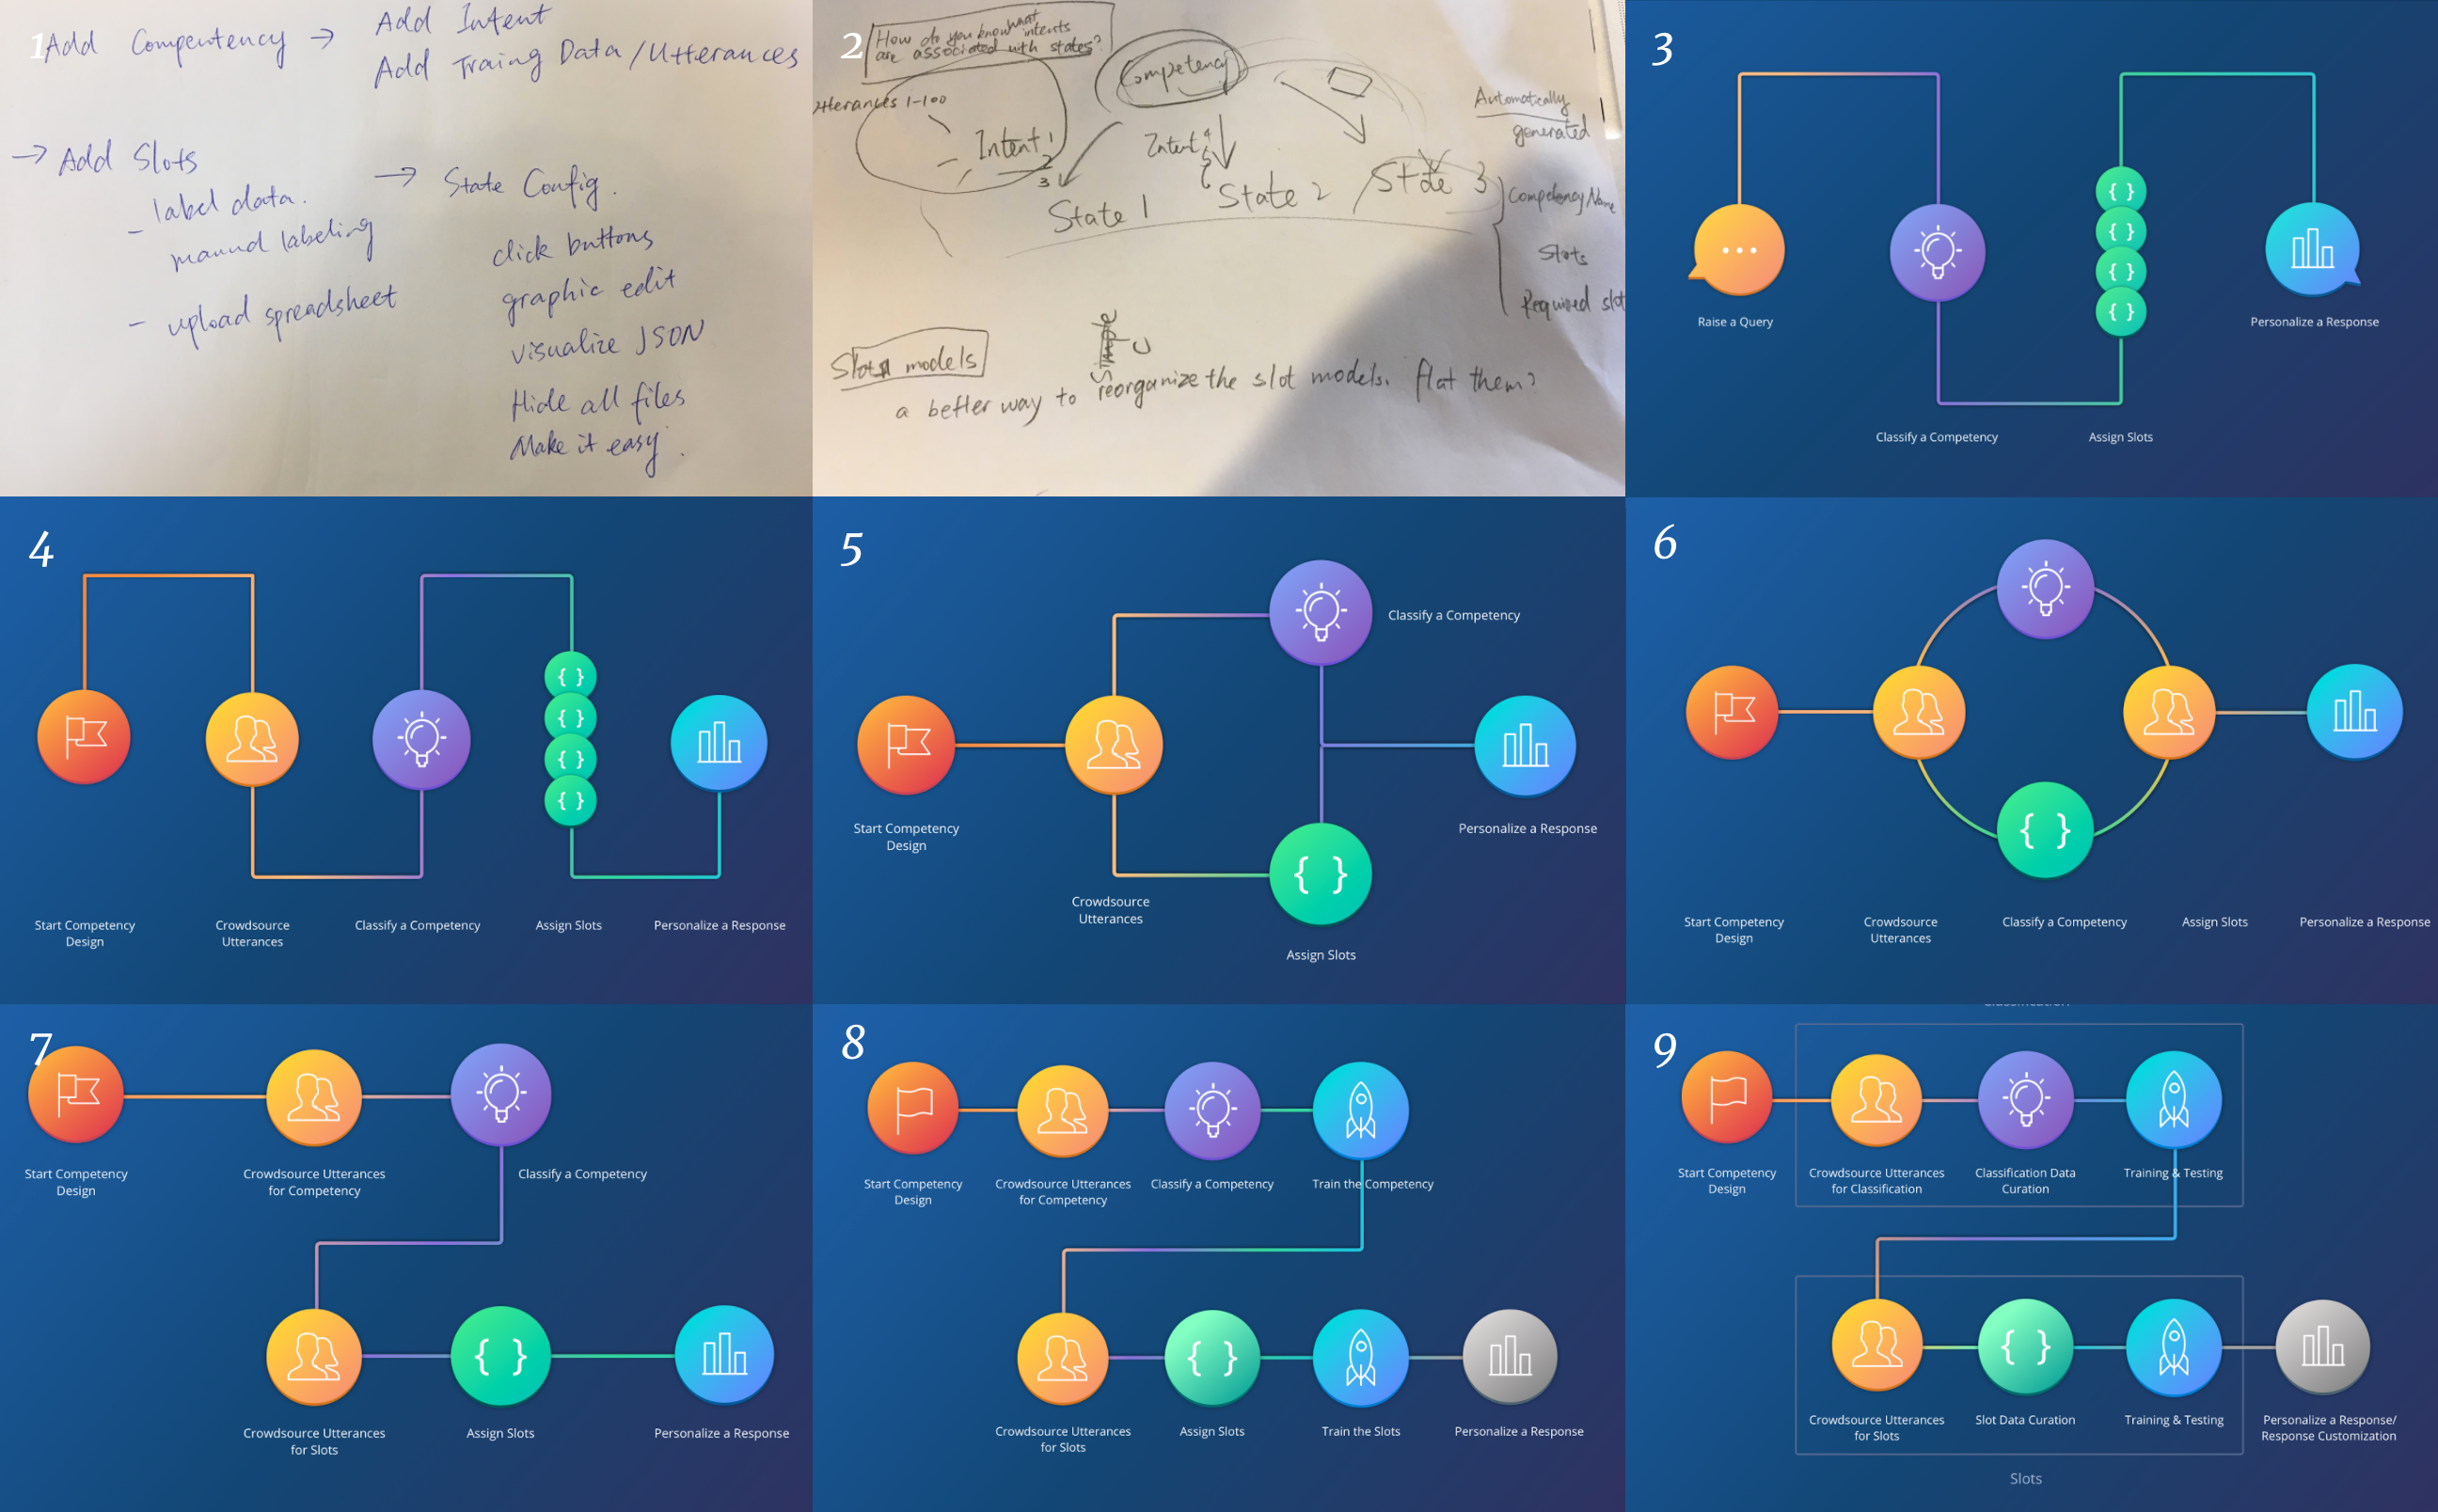 1
Add Compentency → Add Intent
Add Traing Data/Utterances
→ Add Slots
- label data.
manual labeling
- upload spreadsheet
→ State Config.
click buttons
graphic edit
visualize JSON
Hide all files
Make it easy.
2
How do you know what intents
are associated with states?
Competency
utterances 1-100
Intent 1
2
3
Intent 4
5
6
State 1
State 2
State 3
Automatically
generated
Competency Name
Slots
Required slot
Slot models
a better way to reorganize the slot models. flat them?
3
{ }
{ }
{ }
{ }
Raise a Query
Personalize a Response
Classify a Competency
Assign Slots
4
{ }
{ }
{ }
{ }
Start Competency
Design
Crowdsource
Utterances
Classify a Competency
Assign Slots
Personalize a Response
5
Classify a Competency
Start Competency
Design
Personalize a Response
Crowdsource
Utterances
{ }
Assign Slots
6
{ }
Start Competency
Design
Crowdsource
Utterances
Classify a Competency
Assign Slots
Personalize a Response
7
Start Competency
Design
Crowdsource Utterances
for Competency
Classify a Competency
{ }
Crowdsource Utterances
for Slots
Assign Slots
Personalize a Response
8
Start Competency
Design
Crowdsource Utterances
for Competency
Classify a Competency
Train the Competency
{ }
Crowdsource Utterances
for Slots
Assign Slots
Train the Slots
Personalize a Response
9
Start Competency
Design
Crowdsource Utterances
for Classification
Classification Data
Curation
Training & Testing
{ }
Crowdsource Utterances
for Slots
Slot Data Curation
Training & Testing
Personalize a Response/
Response Customization
Slots